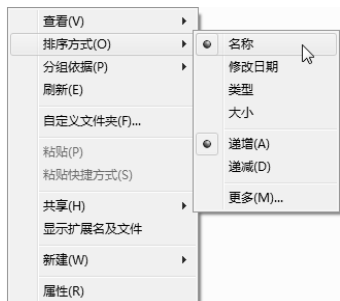 查看(V)
排序方式(O)
分组依据(P)
刷新(E)
自定义文件夹(F)...
粘贴(P)
粘贴快捷方式(S)
共享(H)
显示扩展名及文件
新建(W)
属性(R)
名称
修改日期
类型
大小
递增(A)
递减(D)
更多(M)...